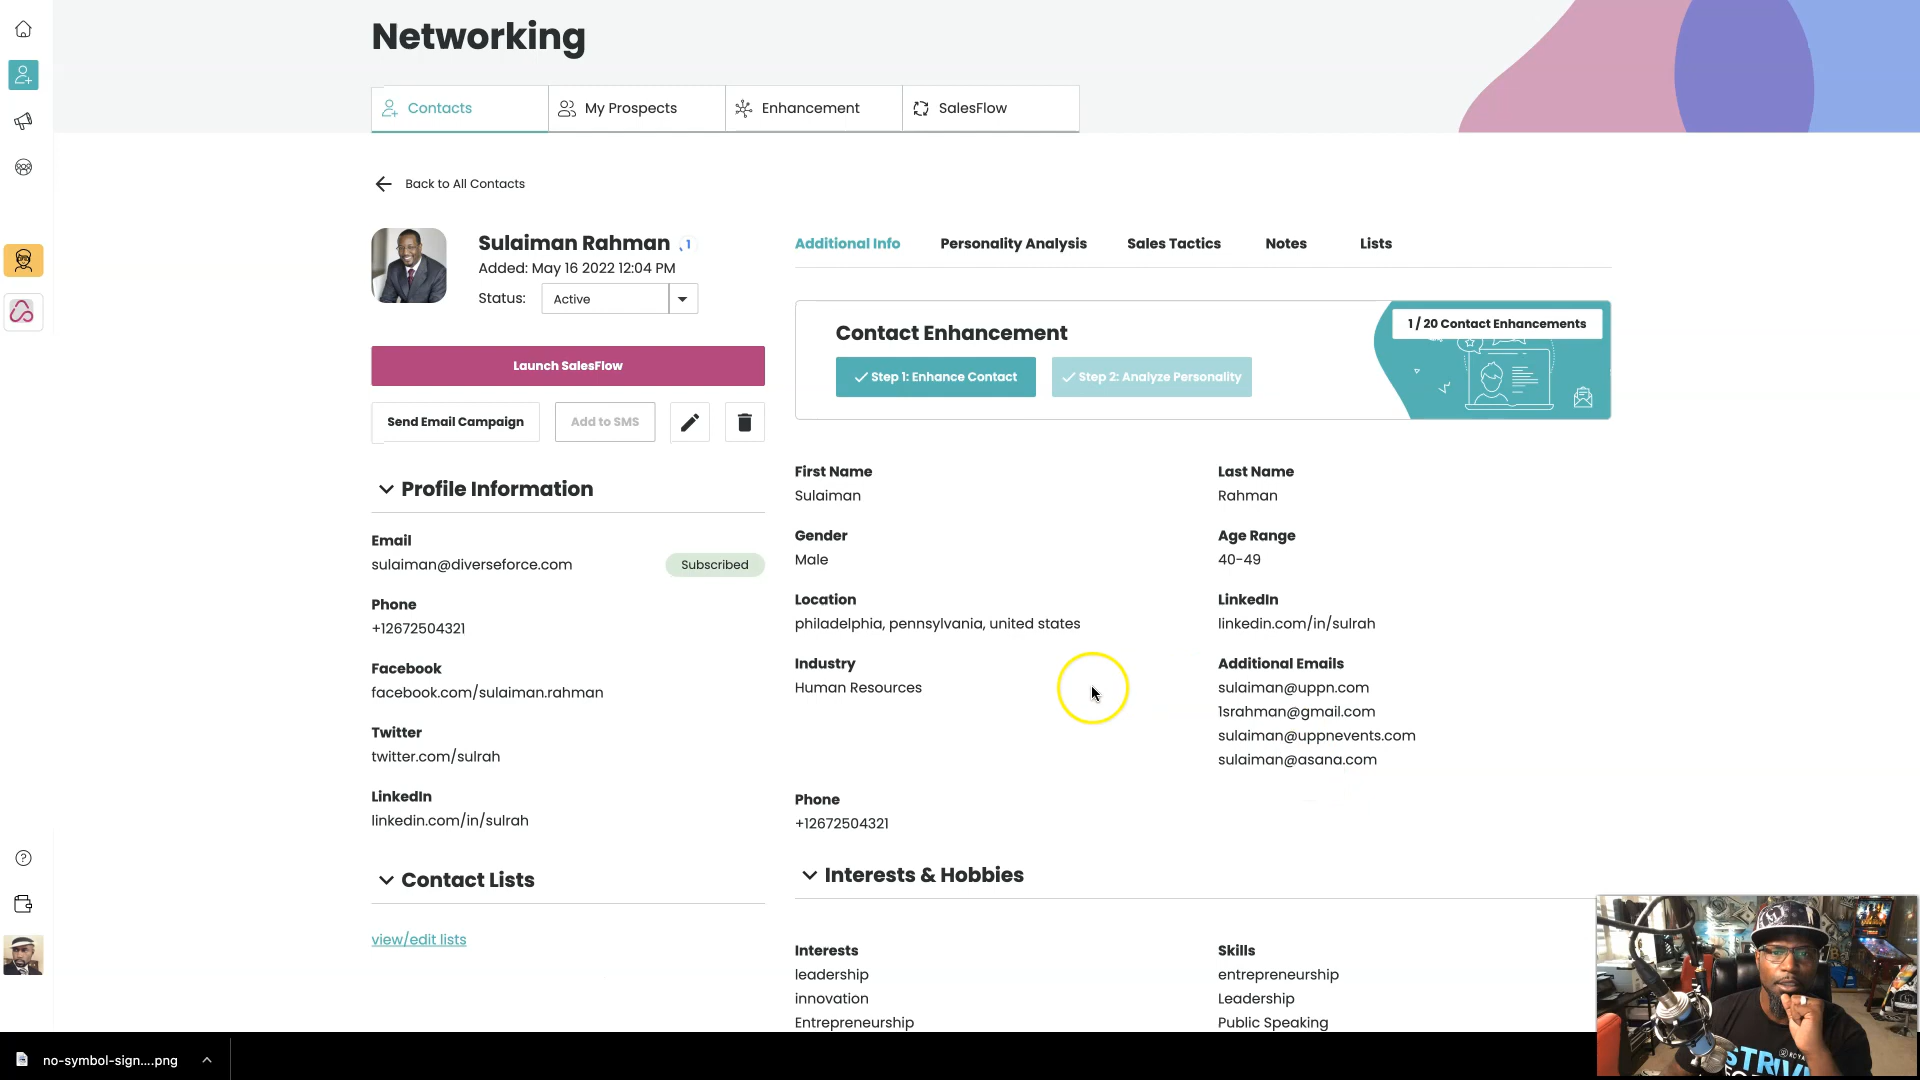 Networking
Contacts
My Prospects
Enhancement
SalesFlow
Back to All Contacts
Sulaiman Rahman 1
Added: May 16 2022 12:04 PM
Status: Active
Launch SalesFlow
Send Email Campaign
Add to SMS
Profile Information
Email
sulaiman@diverseforce.com
Subscribed
Phone
+12672504321
Facebook
facebook.com/sulaiman.rahman
Twitter
twitter.com/sulrah
LinkedIn
linkedin.com/in/sulrah
Contact Lists
view/edit lists
Additional Info
Personality Analysis
Sales Tactics
Notes
Lists
Contact Enhancement
1 / 20 Contact Enhancements
Step 1: Enhance Contact
Step 2: Analyze Personality
First Name
Sulaiman
Last Name
Rahman
Gender
Male
Age Range
40-49
Location
philadelphia, pennsylvania, united states
LinkedIn
linkedin.com/in/sulrah
Industry
Human Resources
Additional Emails
sulaiman@uppn.com
1srahman@gmail.com
sulaiman@uppnevents.com
sulaiman@asana.com
Phone
+12672504321
Interests & Hobbies
Interests
leadership
innovation
Entrepreneurship
Skills
entrepreneurship
Leadership
Public Speaking
no-symbol-sign....png